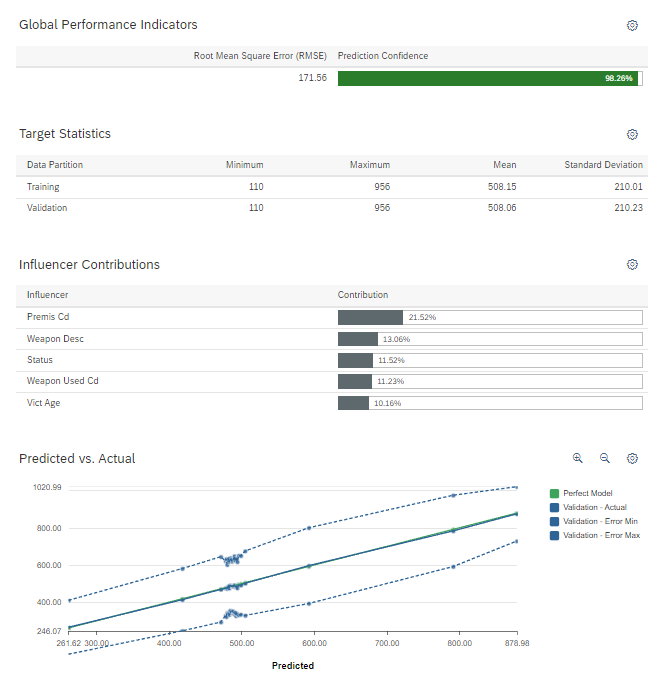 Global Performance Indicators
Root Mean Square Error (RMSE) Prediction Confidence
171.56 98.26%
Target Statistics
Data Partition Minimum Maximum Mean Standard Deviation
Training 110 956 508.15 210.01
Validation 110 956 508.06 210.23
Influencer Contributions
Influencer Contribution
Premis Cd 21.52%
Weapon Desc 13.06%
Status 11.52%
Weapon Used Cd 11.23%
Vict Age 10.16%
Predicted vs. Actual
1020.99
800.00
600.00
400.00
246.07
261.62 300.00 400.00 500.00 600.00 700.00 800.00 878.98
Predicted
Perfect Model
Validation - Actual
Validation - Error Min
Validation - Error Max